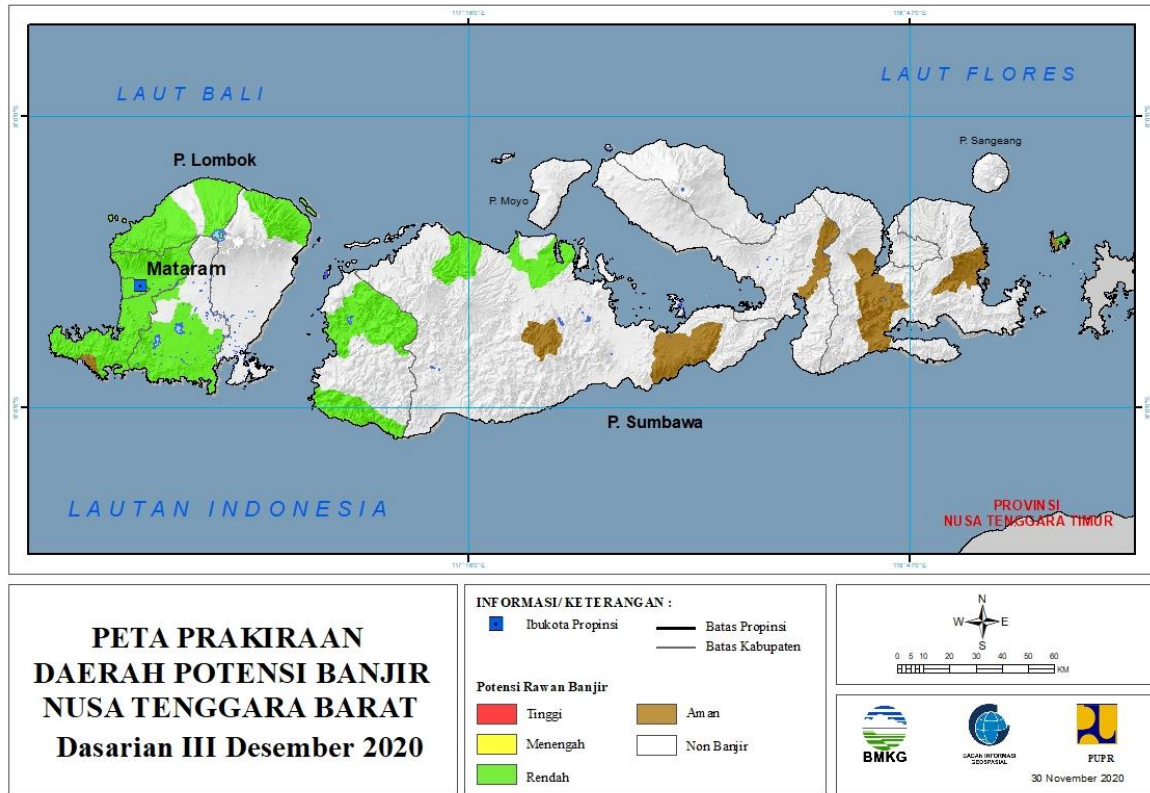 LAUT BALI
LAUT FLORES
P. Lombok
P. Sangeang
P. Moyo
Mataram
P. Sumbawa
LAUTAN INDONESIA
PROVINSI
NUSA TENGGARA TIMUR
PETA PRAKIRAAN
DAERAH POTENSI BANJIR
NUSA TENGGARA BARAT
Dasarian III Desember 2020
INFORMASI/ KETERANGAN :
Ibukota Propinsi
Batas Propinsi
Batas Kabupaten
Potensi Rawan Banjir
Tinggi
Aman
Menengah
Non Banjir
Rendah
N
W E
S
0 5 10 20 30 40 50 60
KM
BMKG
BADAN INFORMASI
GEOSPASIAL
PUPR
30 November 2020